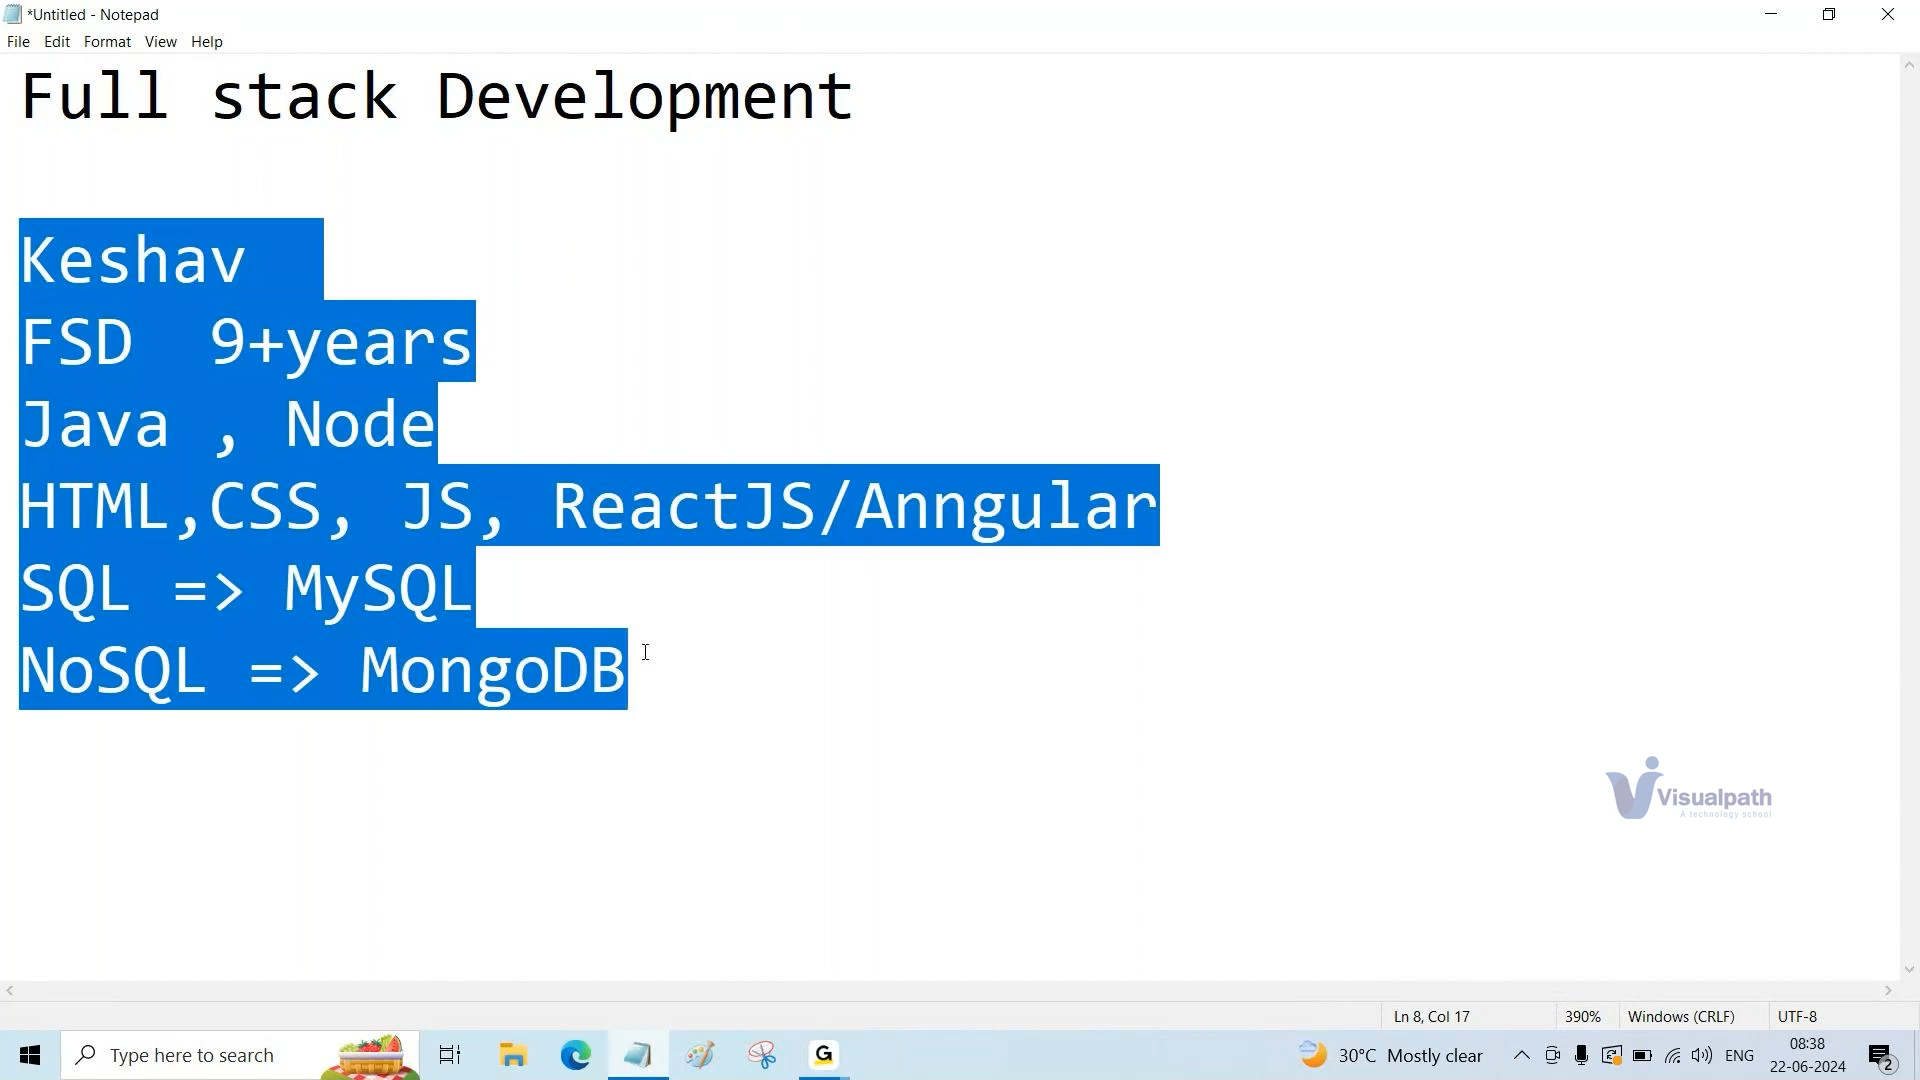 *Untitled - Notepad
File Edit Format View Help
Full stack Development
Keshav
FSD  9+years
Java , Node
HTML,CSS, JS, ReactJS/Anngular
SQL => MySQL
NoSQL => MongoDB
Visualpath
A technology school
Ln 8, Col 17 390% Windows (CRLF) UTF-8
Type here to search
G
30°C Mostly clear
ENG
08:38
22-06-2024
2